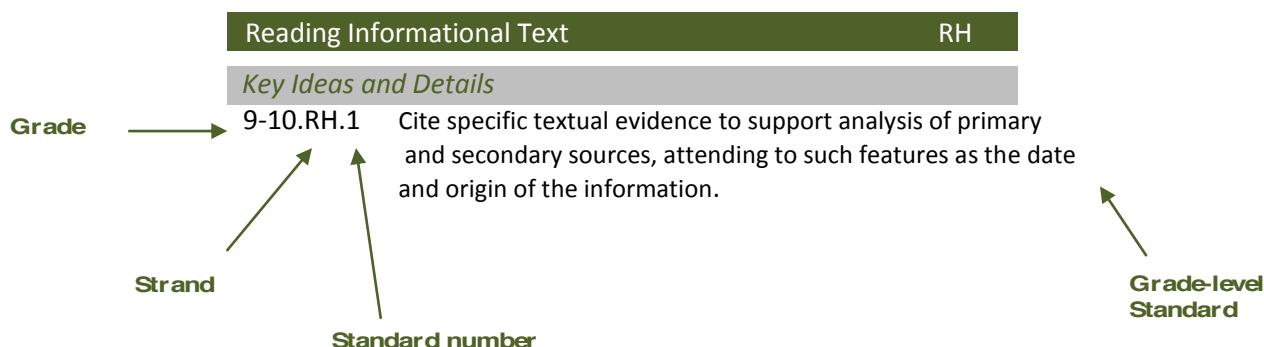 Reading Informational Text RH
Key Ideas and Details
Grade 9-10.RH.1 Cite specific textual evidence to support analysis of primary
and secondary sources, attending to such features as the date
and origin of the information.
Strand
Grade-level
Standard
Standard number